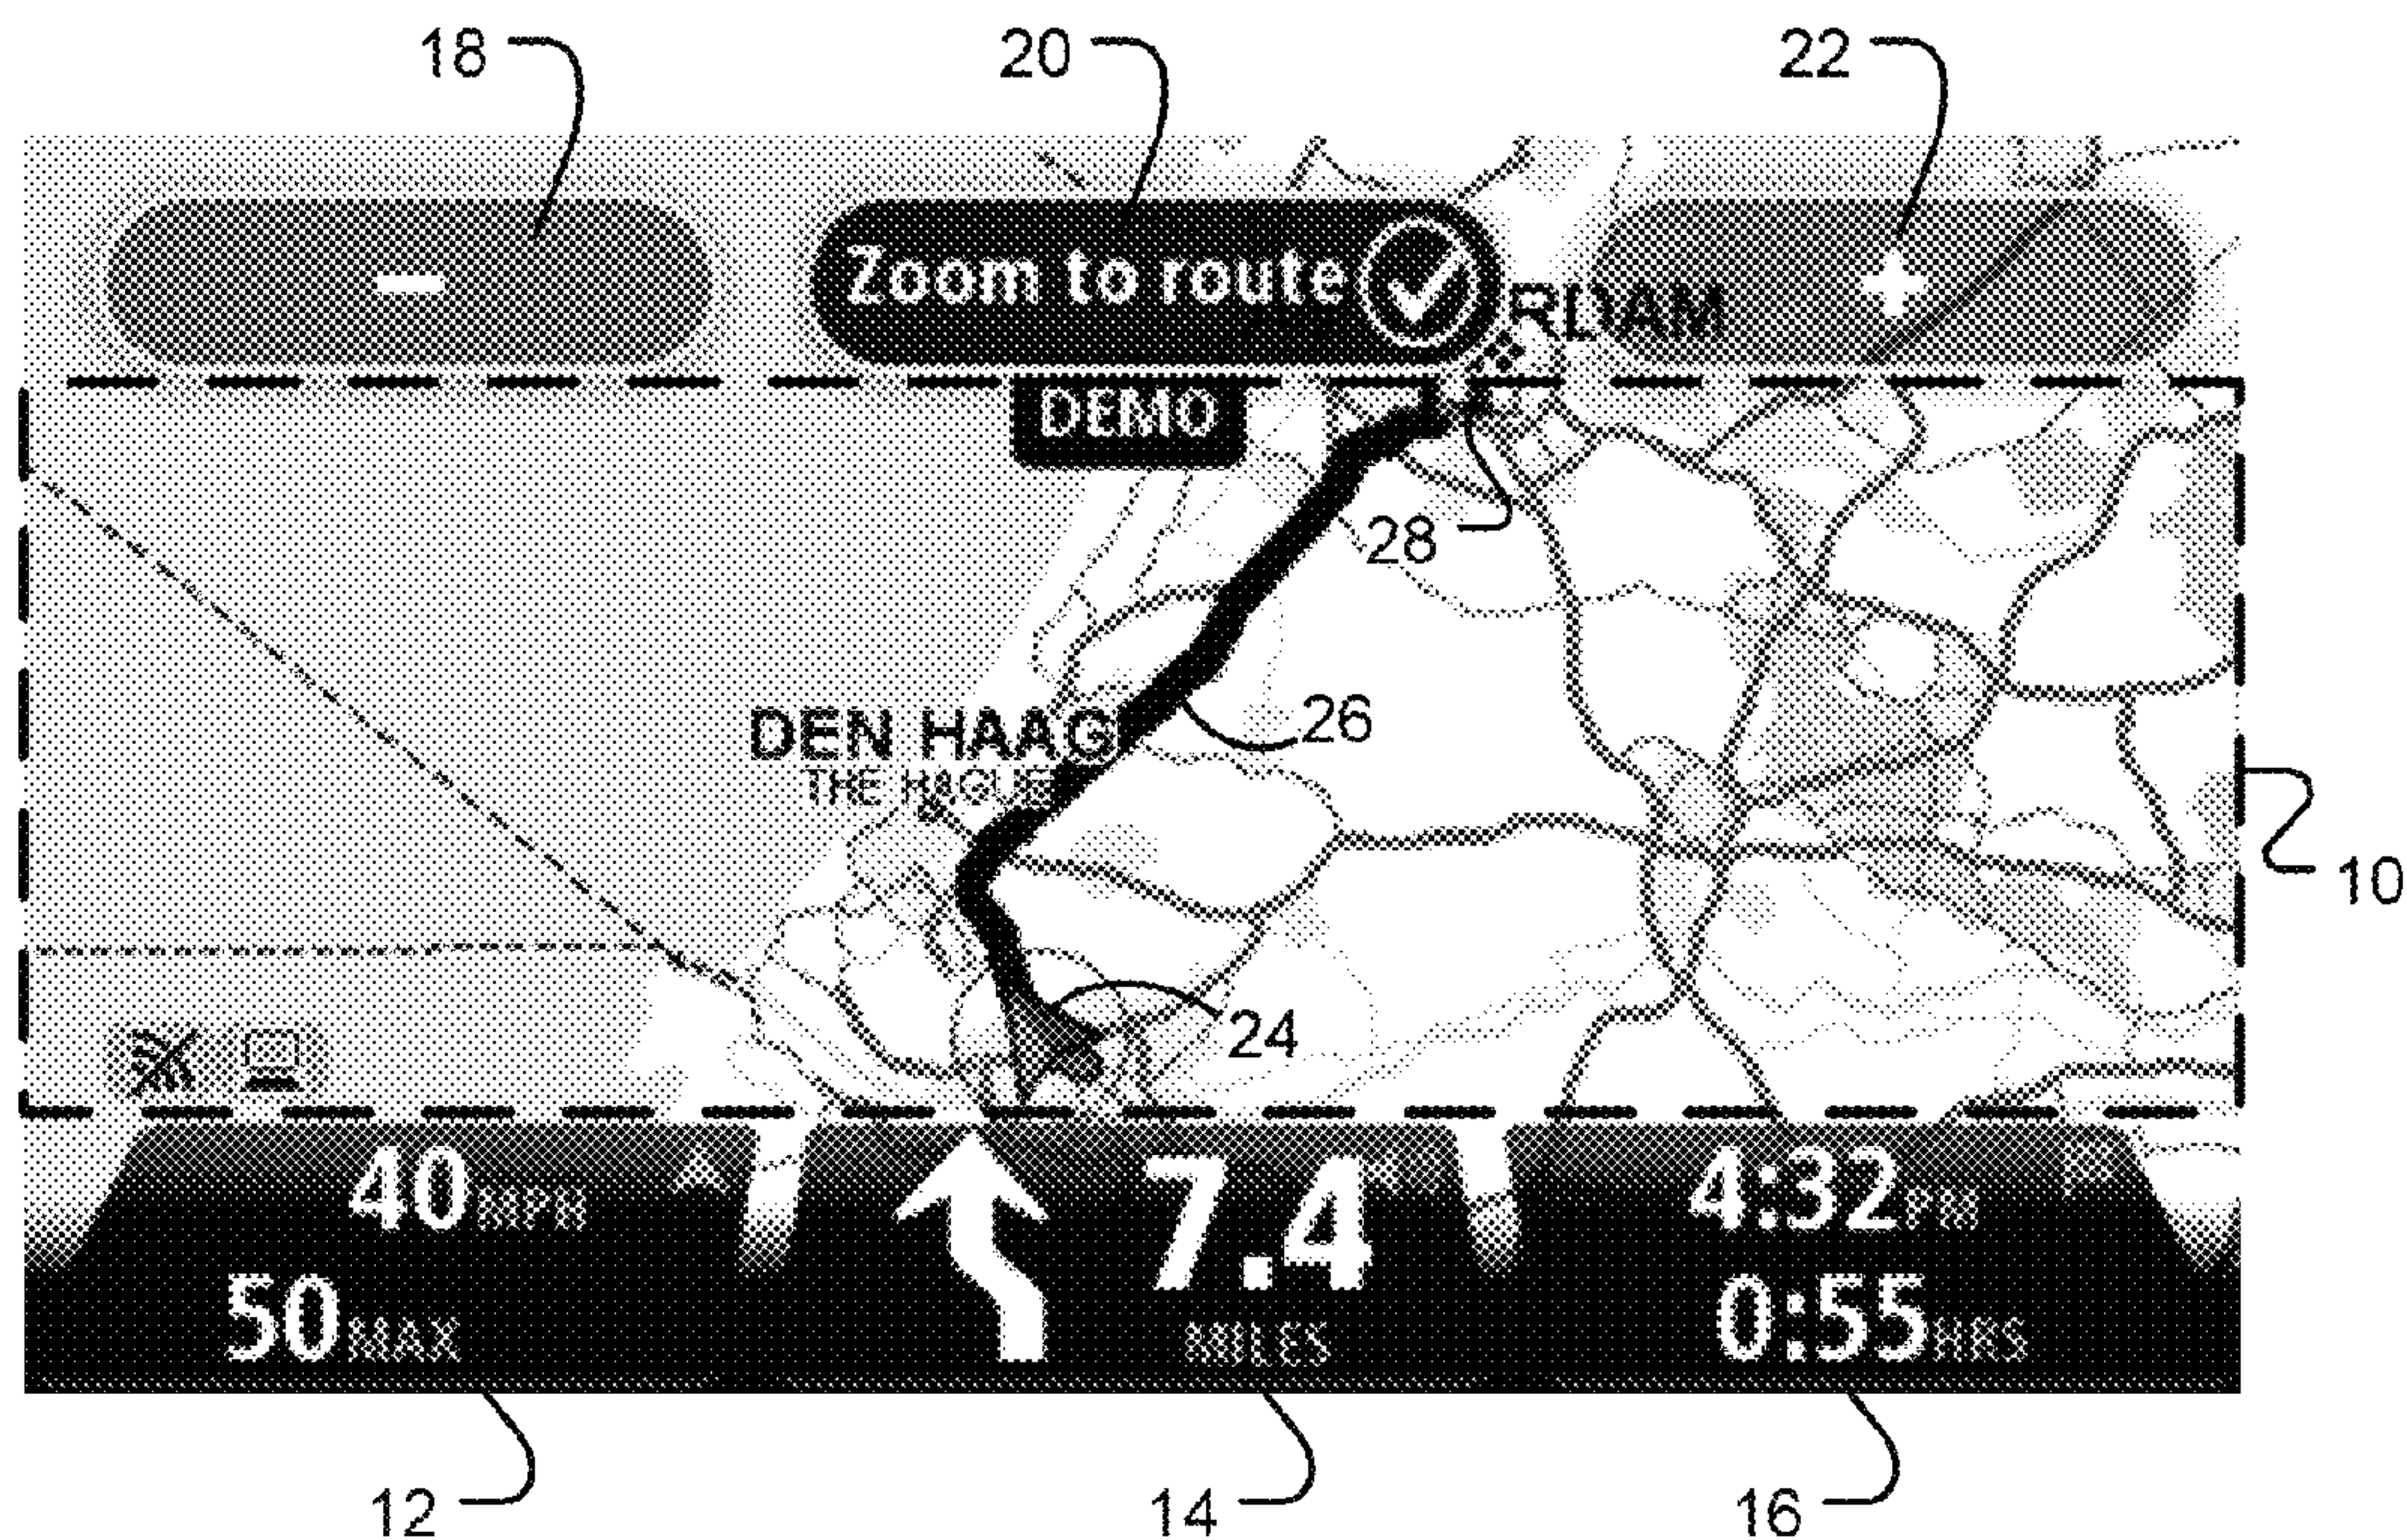 18
20
22
-
Zoom to route
+
RDAM
DEMO
28
26
DEN HAAG
THE HAGUE
10
24
40 MPH
7.4
MILES
4:32 PM
50 MAX
0:55 HRS
12
14
16